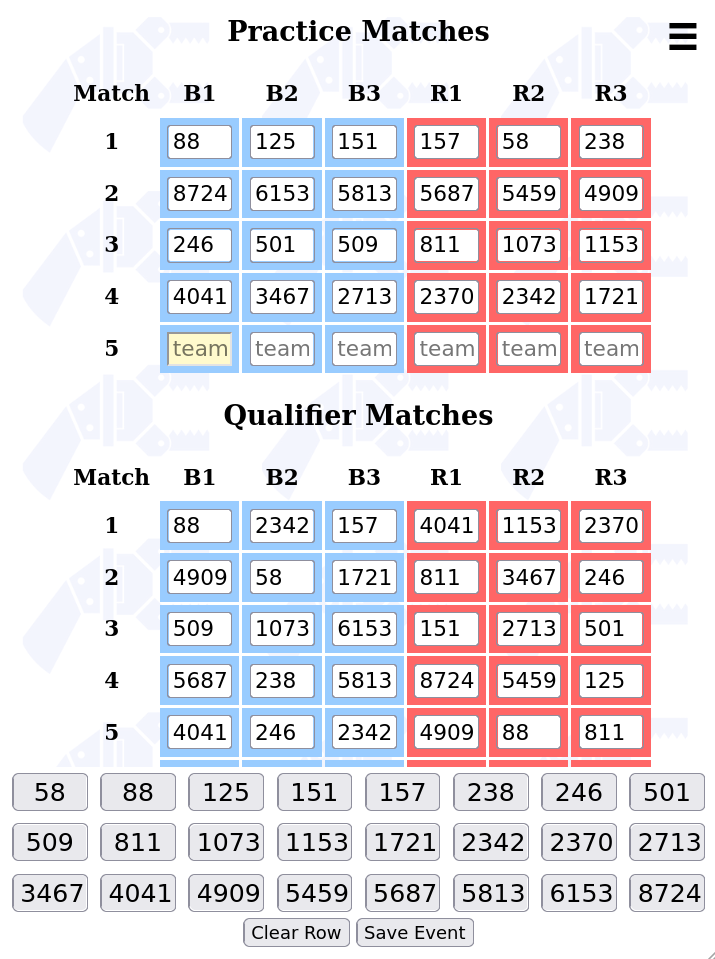 Practice Matches
☰
Match B1 B2 B3 R1 R2 R3
1 88 125 151 157 58 238
2 8724 6153 5813 5687 5459 4909
3 246 501 509 811 1073 1153
4 4041 3467 2713 2370 2342 1721
5 team team team team team team
Qualifier Matches
Match B1 B2 B3 R1 R2 R3
1 88 2342 157 4041 1153 2370
2 4909 58 1721 811 3467 246
3 509 1073 6153 151 2713 501
4 5687 238 5813 8724 5459 125
5 4041 246 2342 4909 88 811
58 88 125 151 157 238 246 501
509 811 1073 1153 1721 2342 2370 2713
3467 4041 4909 5459 5687 5813 6153 8724
Clear Row Save Event